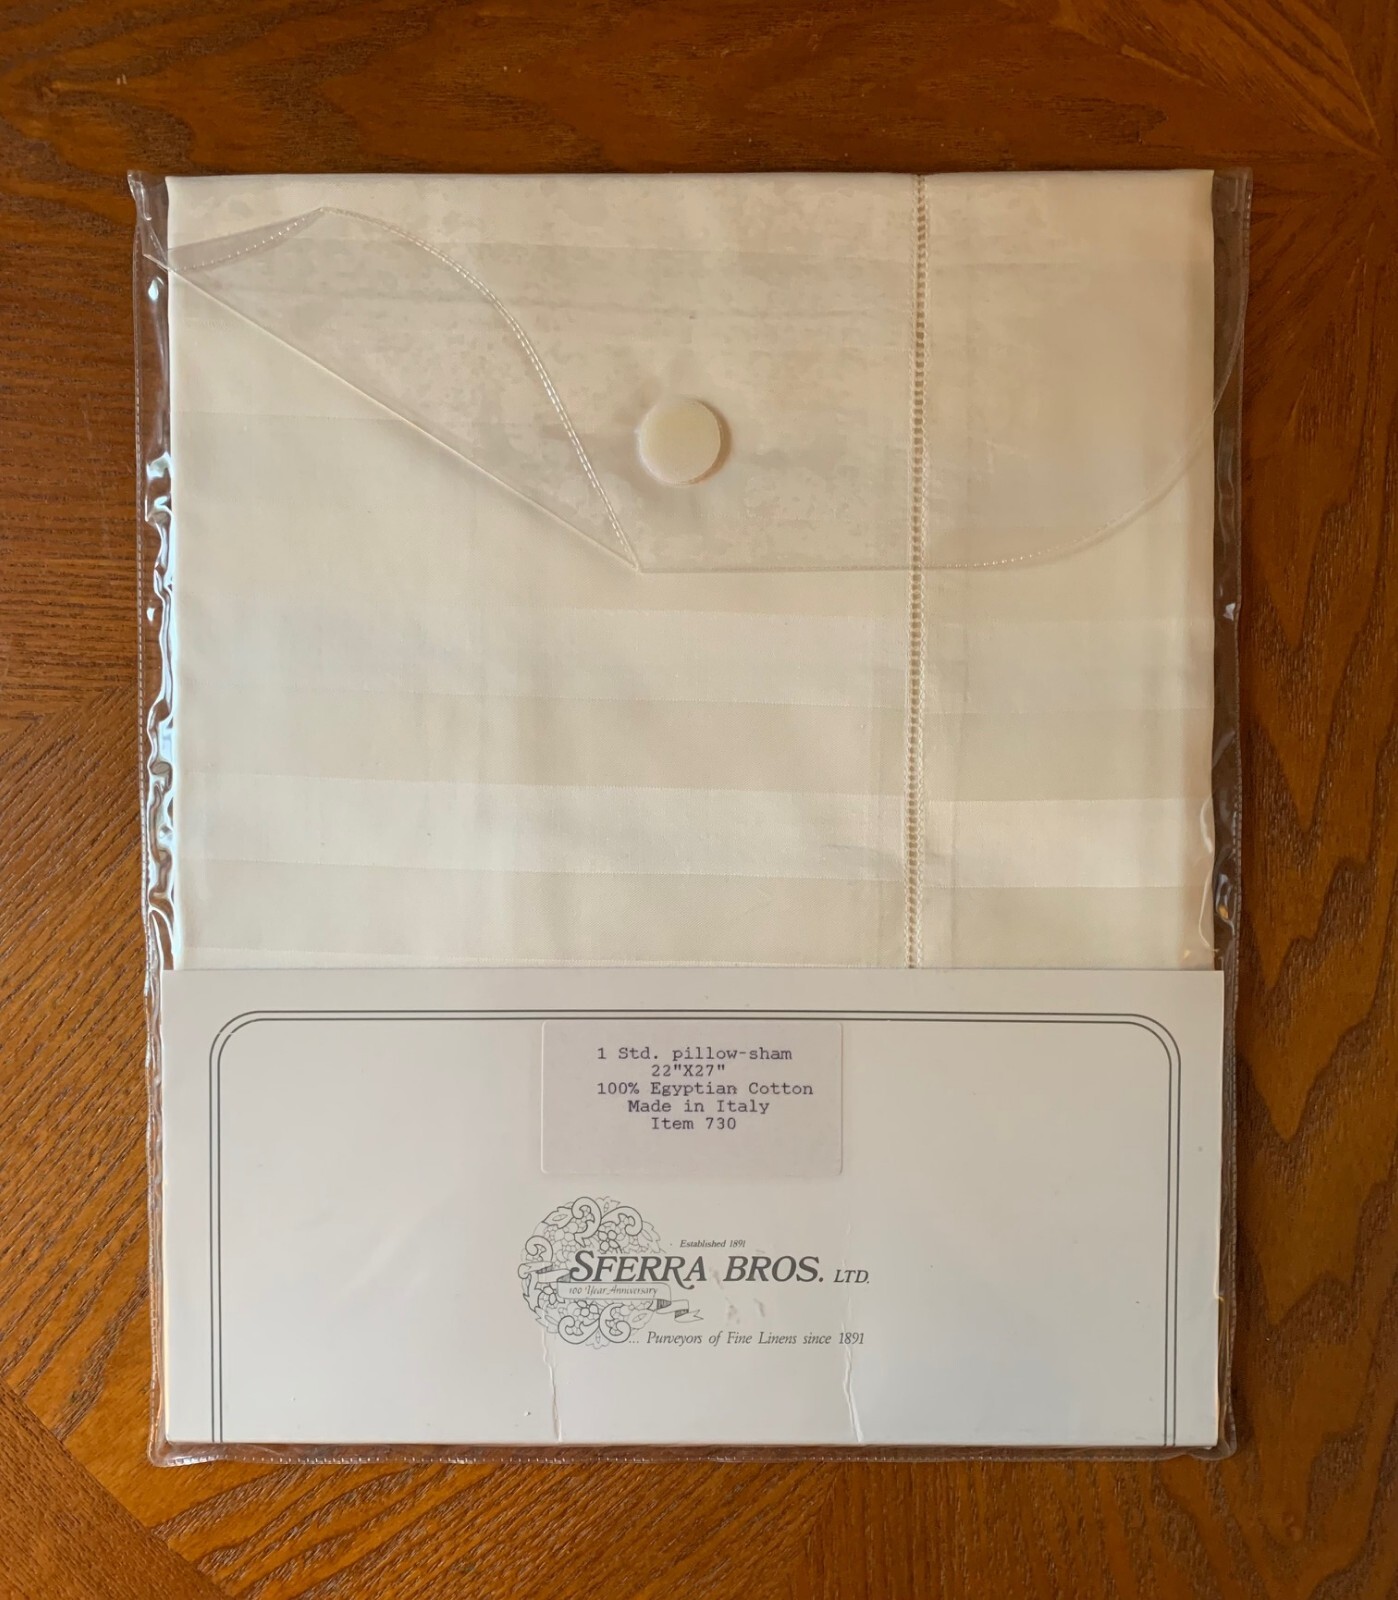 1 Std. pillow-sham
22"X27"
100% Egyptian Cotton
Made in Italy
Item 730
Established 1891
SFERRA BROS. LTD.
100 Year Anniversary
... Purveyors of Fine Linens since 1891